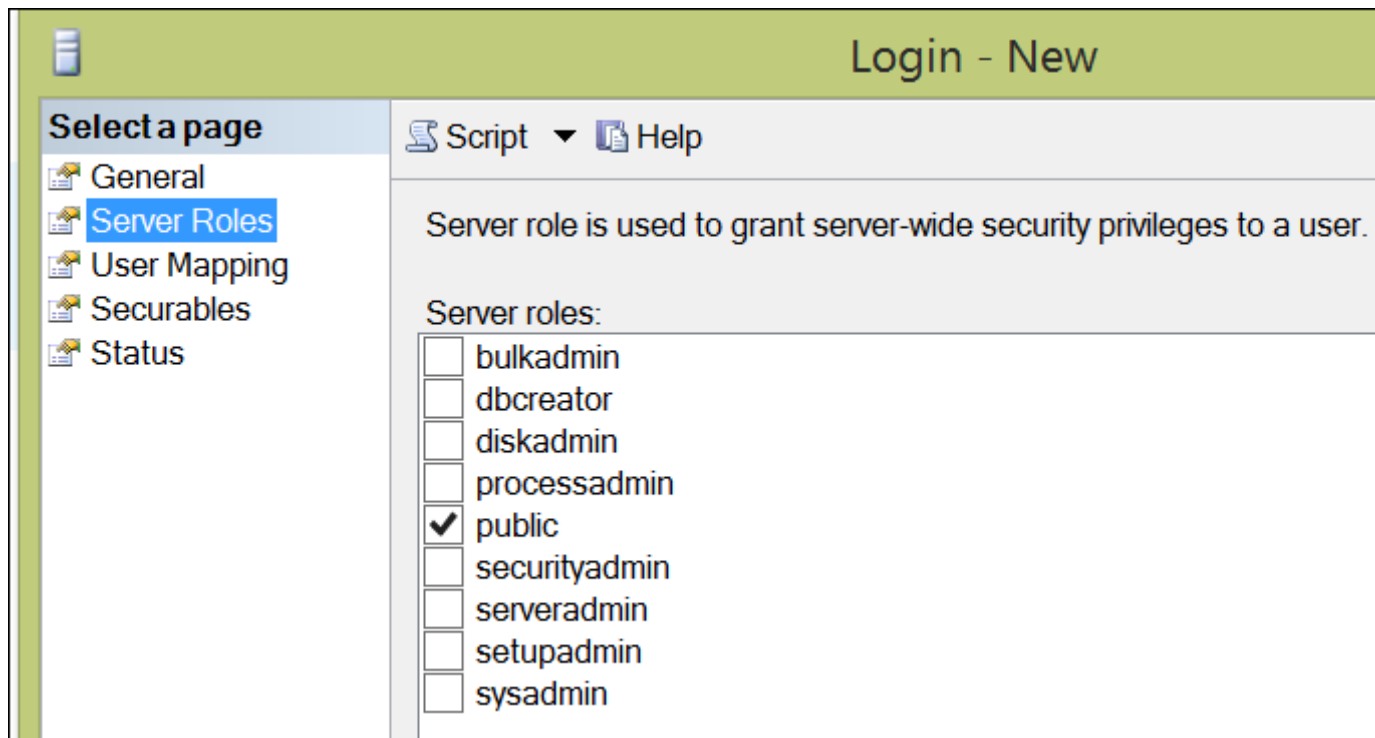 Login - New
Select a page
General
Server Roles
User Mapping
Securables
Status
Script Help
Server role is used to grant server-wide security privileges to a user.
Server roles:
bulkadmin
dbcreator
diskadmin
processadmin
public
securityadmin
serveradmin
setupadmin
sysadmin